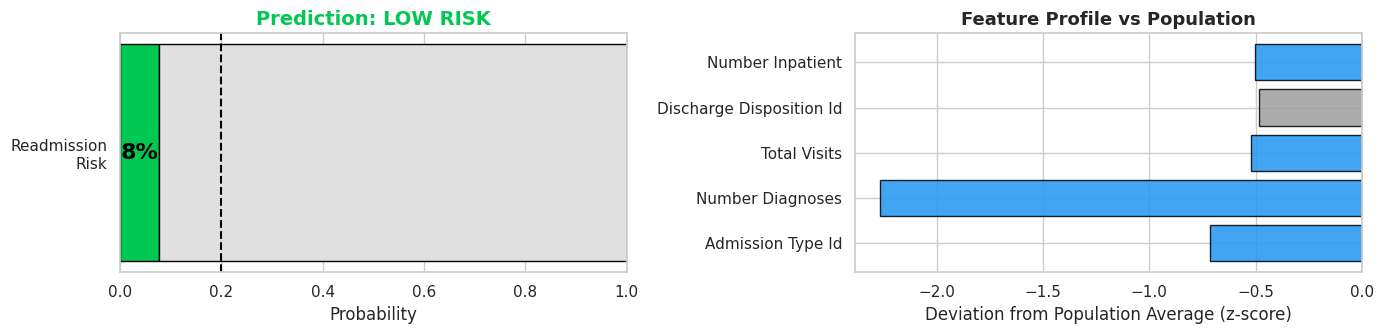 Prediction: LOW RISK
Readmission
Risk
8%
0.0 0.2 0.4 0.6 0.8 1.0
Probability
Feature Profile vs Population
Number Inpatient
Discharge Disposition Id
Total Visits
Number Diagnoses
Admission Type Id
−2.0 −1.5 −1.0 −0.5 0.0
Deviation from Population Average (z-score)